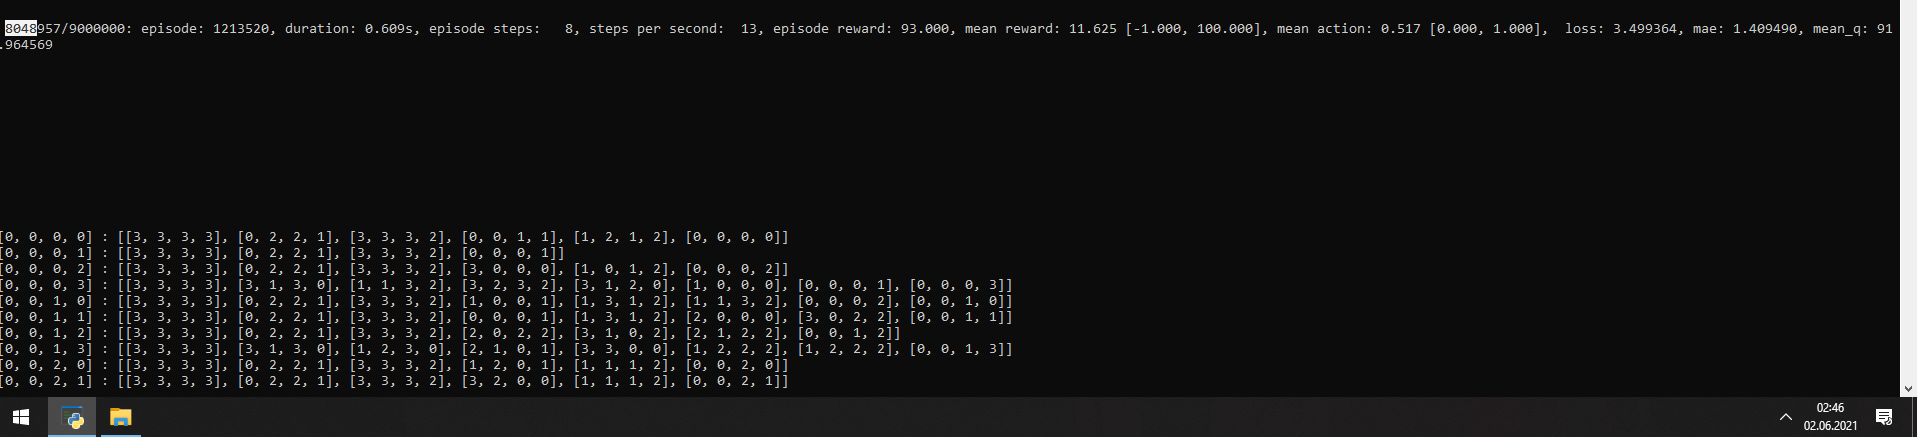 8048957/9000000: episode: 1213520, duration: 0.609s, episode steps:   8, steps per second:  13, episode reward: 93.000, mean reward: 11.625 [-1.000, 100.000], mean action: 0.517 [0.000, 1.000],  loss: 3.499364, mae: 1.409490, mean_q: 91
.964569
[0, 0, 0, 0] : [[3, 3, 3, 3], [0, 2, 2, 1], [3, 3, 3, 2], [0, 0, 1, 1], [1, 2, 1, 2], [0, 0, 0, 0]]
[0, 0, 0, 1] : [[3, 3, 3, 3], [0, 2, 2, 1], [3, 3, 3, 2], [0, 0, 0, 1]]
[0, 0, 0, 2] : [[3, 3, 3, 3], [0, 2, 2, 1], [3, 3, 3, 2], [3, 0, 0, 0], [1, 0, 1, 2], [0, 0, 0, 2]]
[0, 0, 0, 3] : [[3, 3, 3, 3], [3, 1, 3, 0], [1, 1, 3, 2], [3, 2, 3, 2], [3, 1, 2, 0], [1, 0, 0, 0], [0, 0, 0, 1], [0, 0, 0, 3]]
[0, 0, 1, 0] : [[3, 3, 3, 3], [0, 2, 2, 1], [3, 3, 3, 2], [1, 0, 0, 1], [1, 3, 1, 2], [1, 1, 3, 2], [0, 0, 0, 2], [0, 0, 1, 0]]
[0, 0, 1, 1] : [[3, 3, 3, 3], [0, 2, 2, 1], [3, 3, 3, 2], [0, 0, 0, 1], [1, 3, 1, 2], [2, 0, 0, 0], [3, 0, 2, 2], [0, 0, 1, 1]]
[0, 0, 1, 2] : [[3, 3, 3, 3], [0, 2, 2, 1], [3, 3, 3, 2], [2, 0, 2, 2], [3, 1, 0, 2], [2, 1, 2, 2], [0, 0, 1, 2]]
[0, 0, 1, 3] : [[3, 3, 3, 3], [3, 1, 3, 0], [1, 2, 3, 0], [2, 1, 0, 1], [3, 3, 0, 0], [1, 2, 2, 2], [1, 2, 2, 2], [0, 0, 1, 3]]
[0, 0, 2, 0] : [[3, 3, 3, 3], [0, 2, 2, 1], [3, 3, 3, 2], [1, 2, 0, 1], [1, 1, 1, 2], [0, 0, 2, 0]]
[0, 0, 2, 1] : [[3, 3, 3, 3], [0, 2, 2, 1], [3, 3, 3, 2], [3, 2, 0, 0], [1, 1, 1, 2], [0, 0, 2, 1]]
02:46
02.06.2021